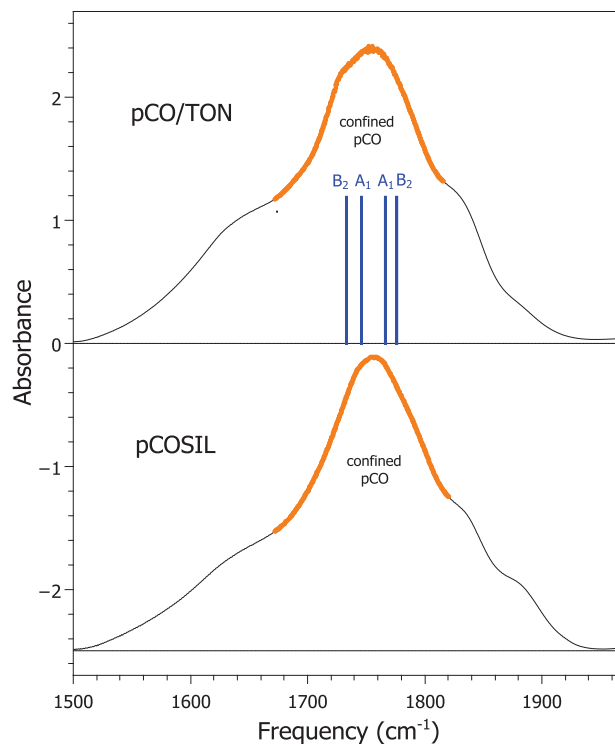 2
pCO/TON
confined
pCO
B2 A1 A1 B2
1
Absorbance
0
pCOSIL
−1
confined
pCO
−2
1500 1600 1700 1800 1900
Frequency (cm-1)